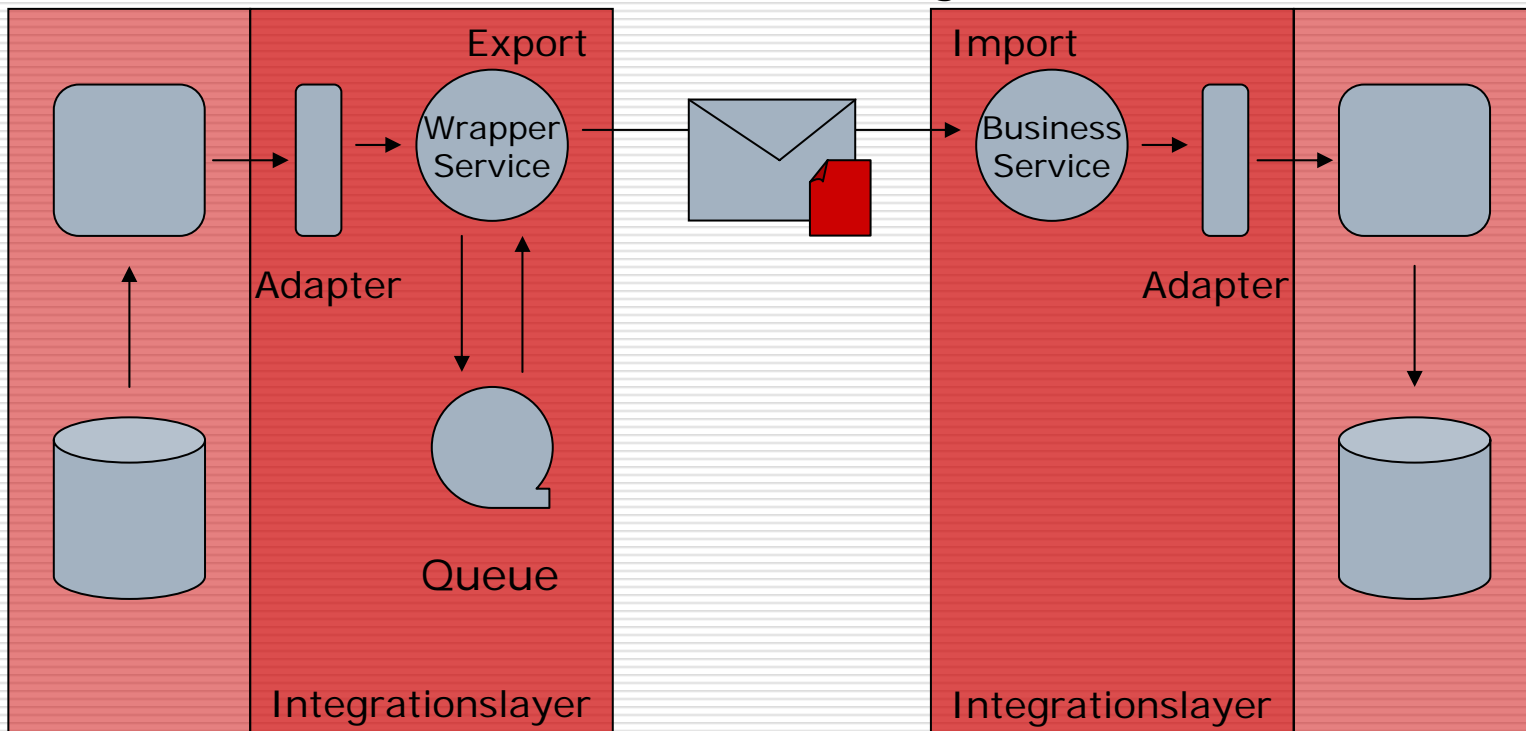 Export
Import
Wrapper
Service
Business
Service
Adapter
Adapter
Queue
Integrationslayer
Integrationslayer